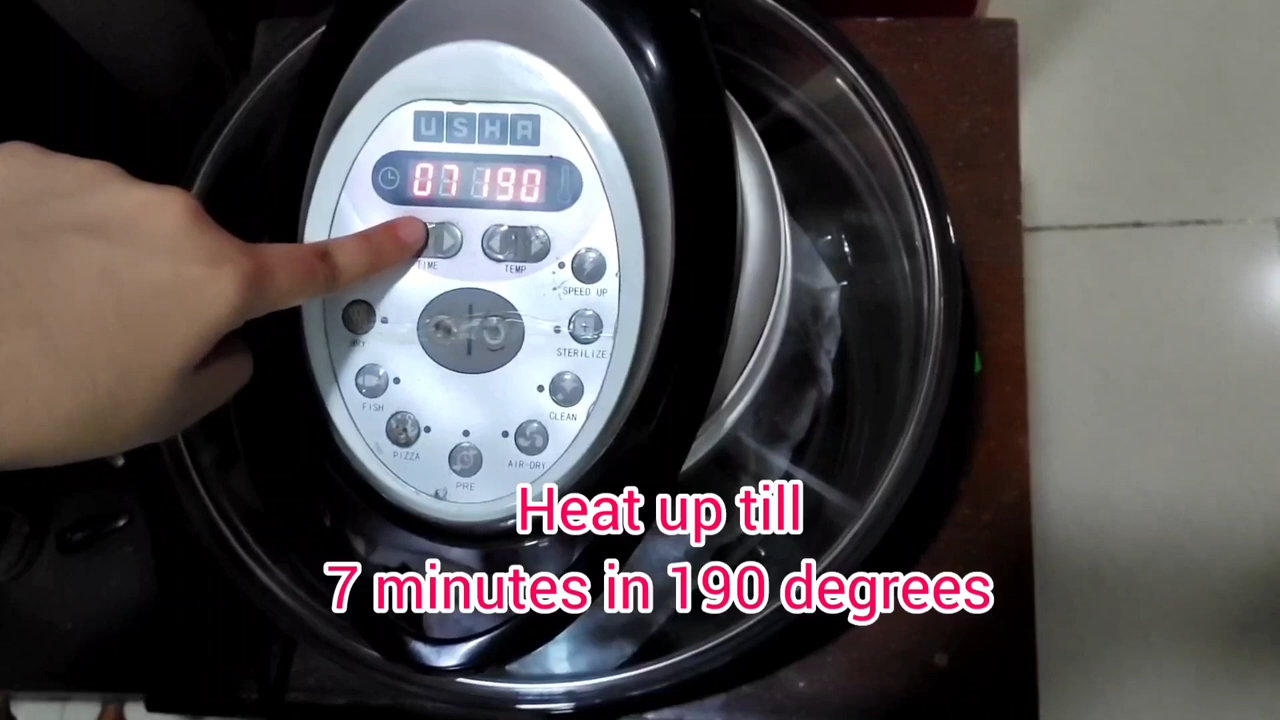 USHA
07 190
TIME
TEMP
SPEED UP
STERILIZE
FISH
CLEAN
PIZZA
AIR-DRY
PRE
Heat up till
7 minutes in 190 degrees